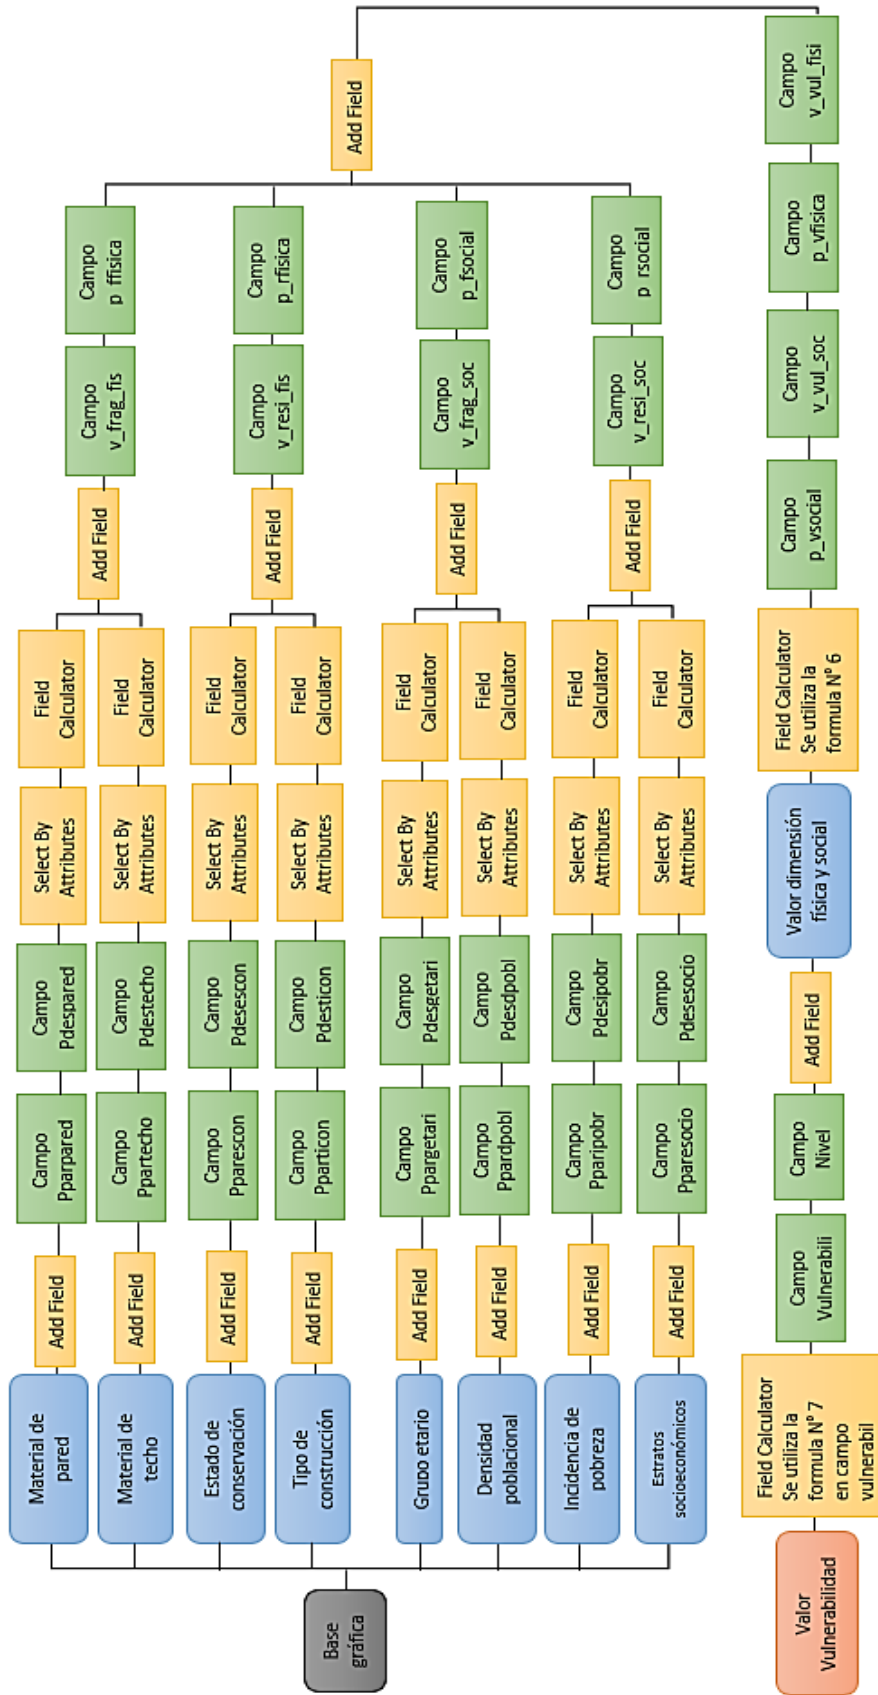 Base
gráfica
Material de
pared
Add Field
Campo
Pparpared
Campo
Pdespared
Select By
Attributes
Field
Calculator
Material de
techo
Add Field
Campo
Ppartecho
Campo
Pdestecho
Select By
Attributes
Field
Calculator
Add Field
Campo
v_frag_fis
Campo
p ffisica
Estado de
conservación
Add Field
Campo
Pparescon
Campo
Pdesescon
Select By
Attributes
Field
Calculator
Tipo de
construcción
Add Field
Campo
Pparticon
Campo
Pdesticon
Select By
Attributes
Field
Calculator
Add Field
Campo
v_resi_fis
Campo
p_rfisica
Grupo etario
Add Field
Campo
Ppargetari
Campo
Pdesgetari
Select By
Attributes
Field
Calculator
Densidad
poblacional
Add Field
Campo
Ppardpobl
Campo
Pdesdpobl
Select By
Attributes
Field
Calculator
Add Field
Campo
v_frag_soc
Campo
p_fsocial
Incidencia de
pobreza
Add Field
Campo
Pparipobr
Campo
Pdesipobr
Select By
Attributes
Field
Calculator
Estratos
socioeconómicos
Add Field
Campo
Pparesocio
Campo
Pdesesocio
Select By
Attributes
Field
Calculator
Add Field
Campo
v_resi_soc
Campo
p rsocial
Add Field
Campo
v_vul_fisi
Campo
p_vfisica
Campo
v_vul_soc
Campo
p_vsocial
Field Calculator
Se utiliza la
formula N° 6
Valor dimensión
física y social
Add Field
Campo
Nivel
Campo
Vulnerabili
Field Calculator
Se utiliza la
formula N° 7
en campo
vulnerabil
Valor
Vulnerabilidad